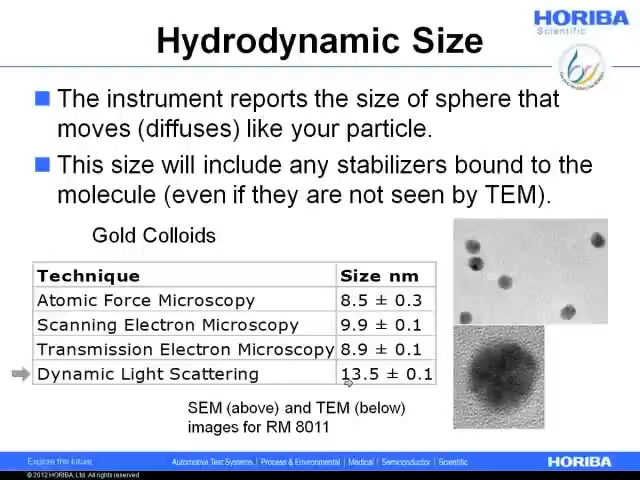 HORIBA
Scientific
Hydrodynamic Size
The instrument reports the size of sphere that
moves (diffuses) like your particle.
This size will include any stabilizers bound to the
molecule (even if they are not seen by TEM).
Gold Colloids
Technique Size nm
Atomic Force Microscopy 8.5 ± 0.3
Scanning Electron Microscopy 9.9 ± 0.1
Transmission Electron Microscopy 8.9 ± 0.1
Dynamic Light Scattering 13.5 ± 0.1
SEM (above) and TEM (below)
images for RM 8011
Explore the future
Automotive Test Systems | Process & Environmental | Medical | Semiconductor | Scientific
HORIBA
© 2012 HORIBA, Ltd. All rights reserved.